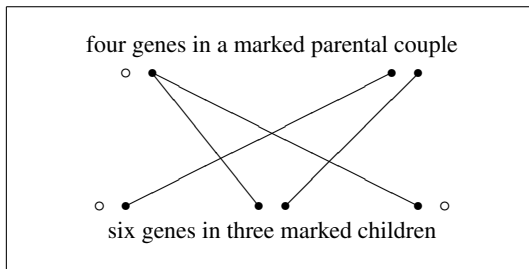 four genes in a marked parental couple
six genes in three marked children